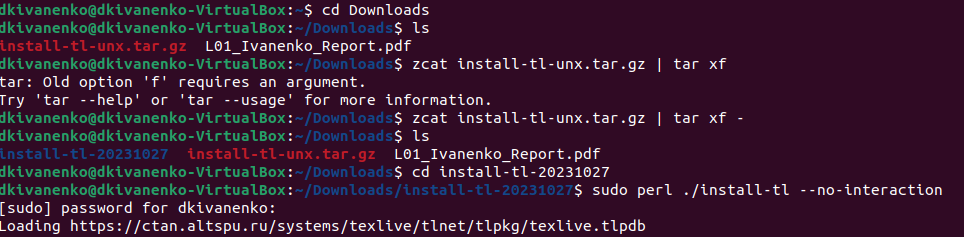 dkivanenko@dkivanenko-VirtualBox:~$ cd Downloads
dkivanenko@dkivanenko-VirtualBox:~/Downloads$ ls
install-tl-unx.tar.gz  L01_Ivanenko_Report.pdf
dkivanenko@dkivanenko-VirtualBox:~/Downloads$ zcat install-tl-unx.tar.gz | tar xf
tar: Old option 'f' requires an argument.
Try 'tar --help' or 'tar --usage' for more information.
dkivanenko@dkivanenko-VirtualBox:~/Downloads$ zcat install-tl-unx.tar.gz | tar xf -
dkivanenko@dkivanenko-VirtualBox:~/Downloads$ ls
install-tl-20231027  install-tl-unx.tar.gz  L01_Ivanenko_Report.pdf
dkivanenko@dkivanenko-VirtualBox:~/Downloads$ cd install-tl-20231027
dkivanenko@dkivanenko-VirtualBox:~/Downloads/install-tl-20231027$ sudo perl ./install-tl --no-interaction
[sudo] password for dkivanenko:
Loading https://ctan.altspu.ru/systems/texlive/tlnet/tlpkg/texlive.tlpdb